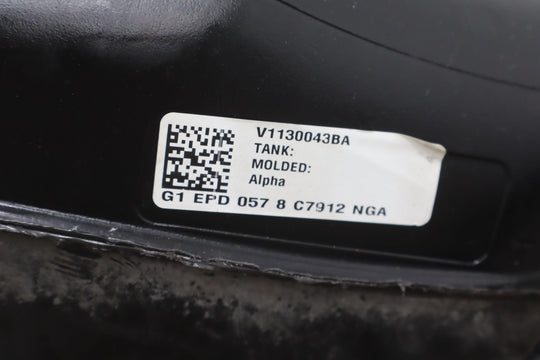 V1130043BA
TANK:
MOLDED:
Alpha
G1 EPD 057 8 C7912 NGA